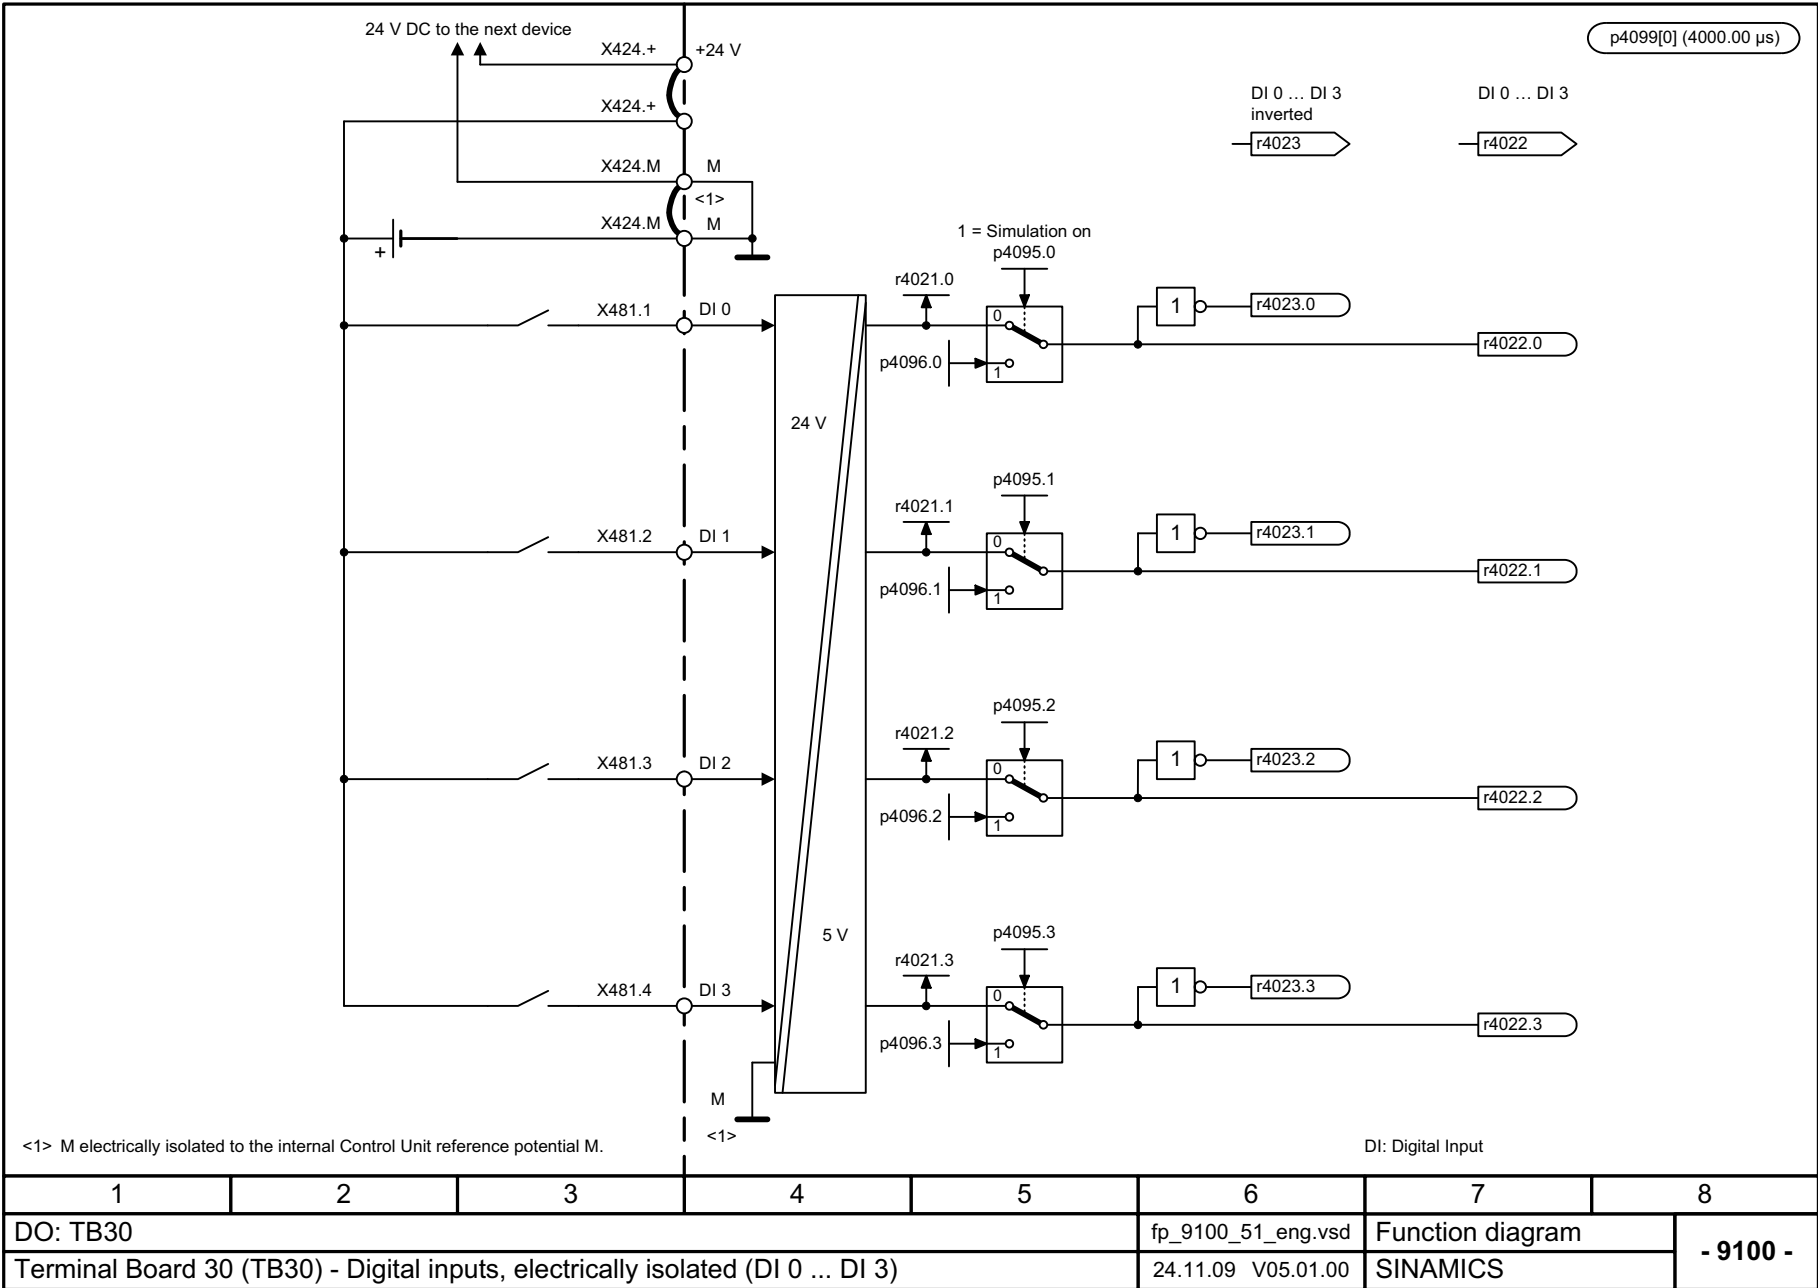 24 V DC to the next device
X424.+
+24 V
p4099[0] (4000.00 µs)
X424.+
DI 0 … DI 3
inverted
r4023
DI 0 … DI 3
r4022
X424.M
M
<1>
X424.M
M
+
1 = Simulation on
p4095.0
r4021.0
X481.1
DI 0
0
1
p4096.0
1
r4023.0
r4022.0
24 V
p4095.1
r4021.1
X481.2
DI 1
0
1
p4096.1
1
r4023.1
r4022.1
p4095.2
r4021.2
X481.3
DI 2
0
1
p4096.2
1
r4023.2
r4022.2
5 V
p4095.3
r4021.3
X481.4
DI 3
0
1
p4096.3
1
r4023.3
r4022.3
M
<1>
<1> M electrically isolated to the internal Control Unit reference potential M.
DI: Digital Input
1 2 3 4 5 6 7 8
DO: TB30
fp_9100_51_eng.vsd
Function diagram
- 9100 -
Terminal Board 30 (TB30) - Digital inputs, electrically isolated (DI 0 ... DI 3)
24.11.09 V05.01.00
SINAMICS